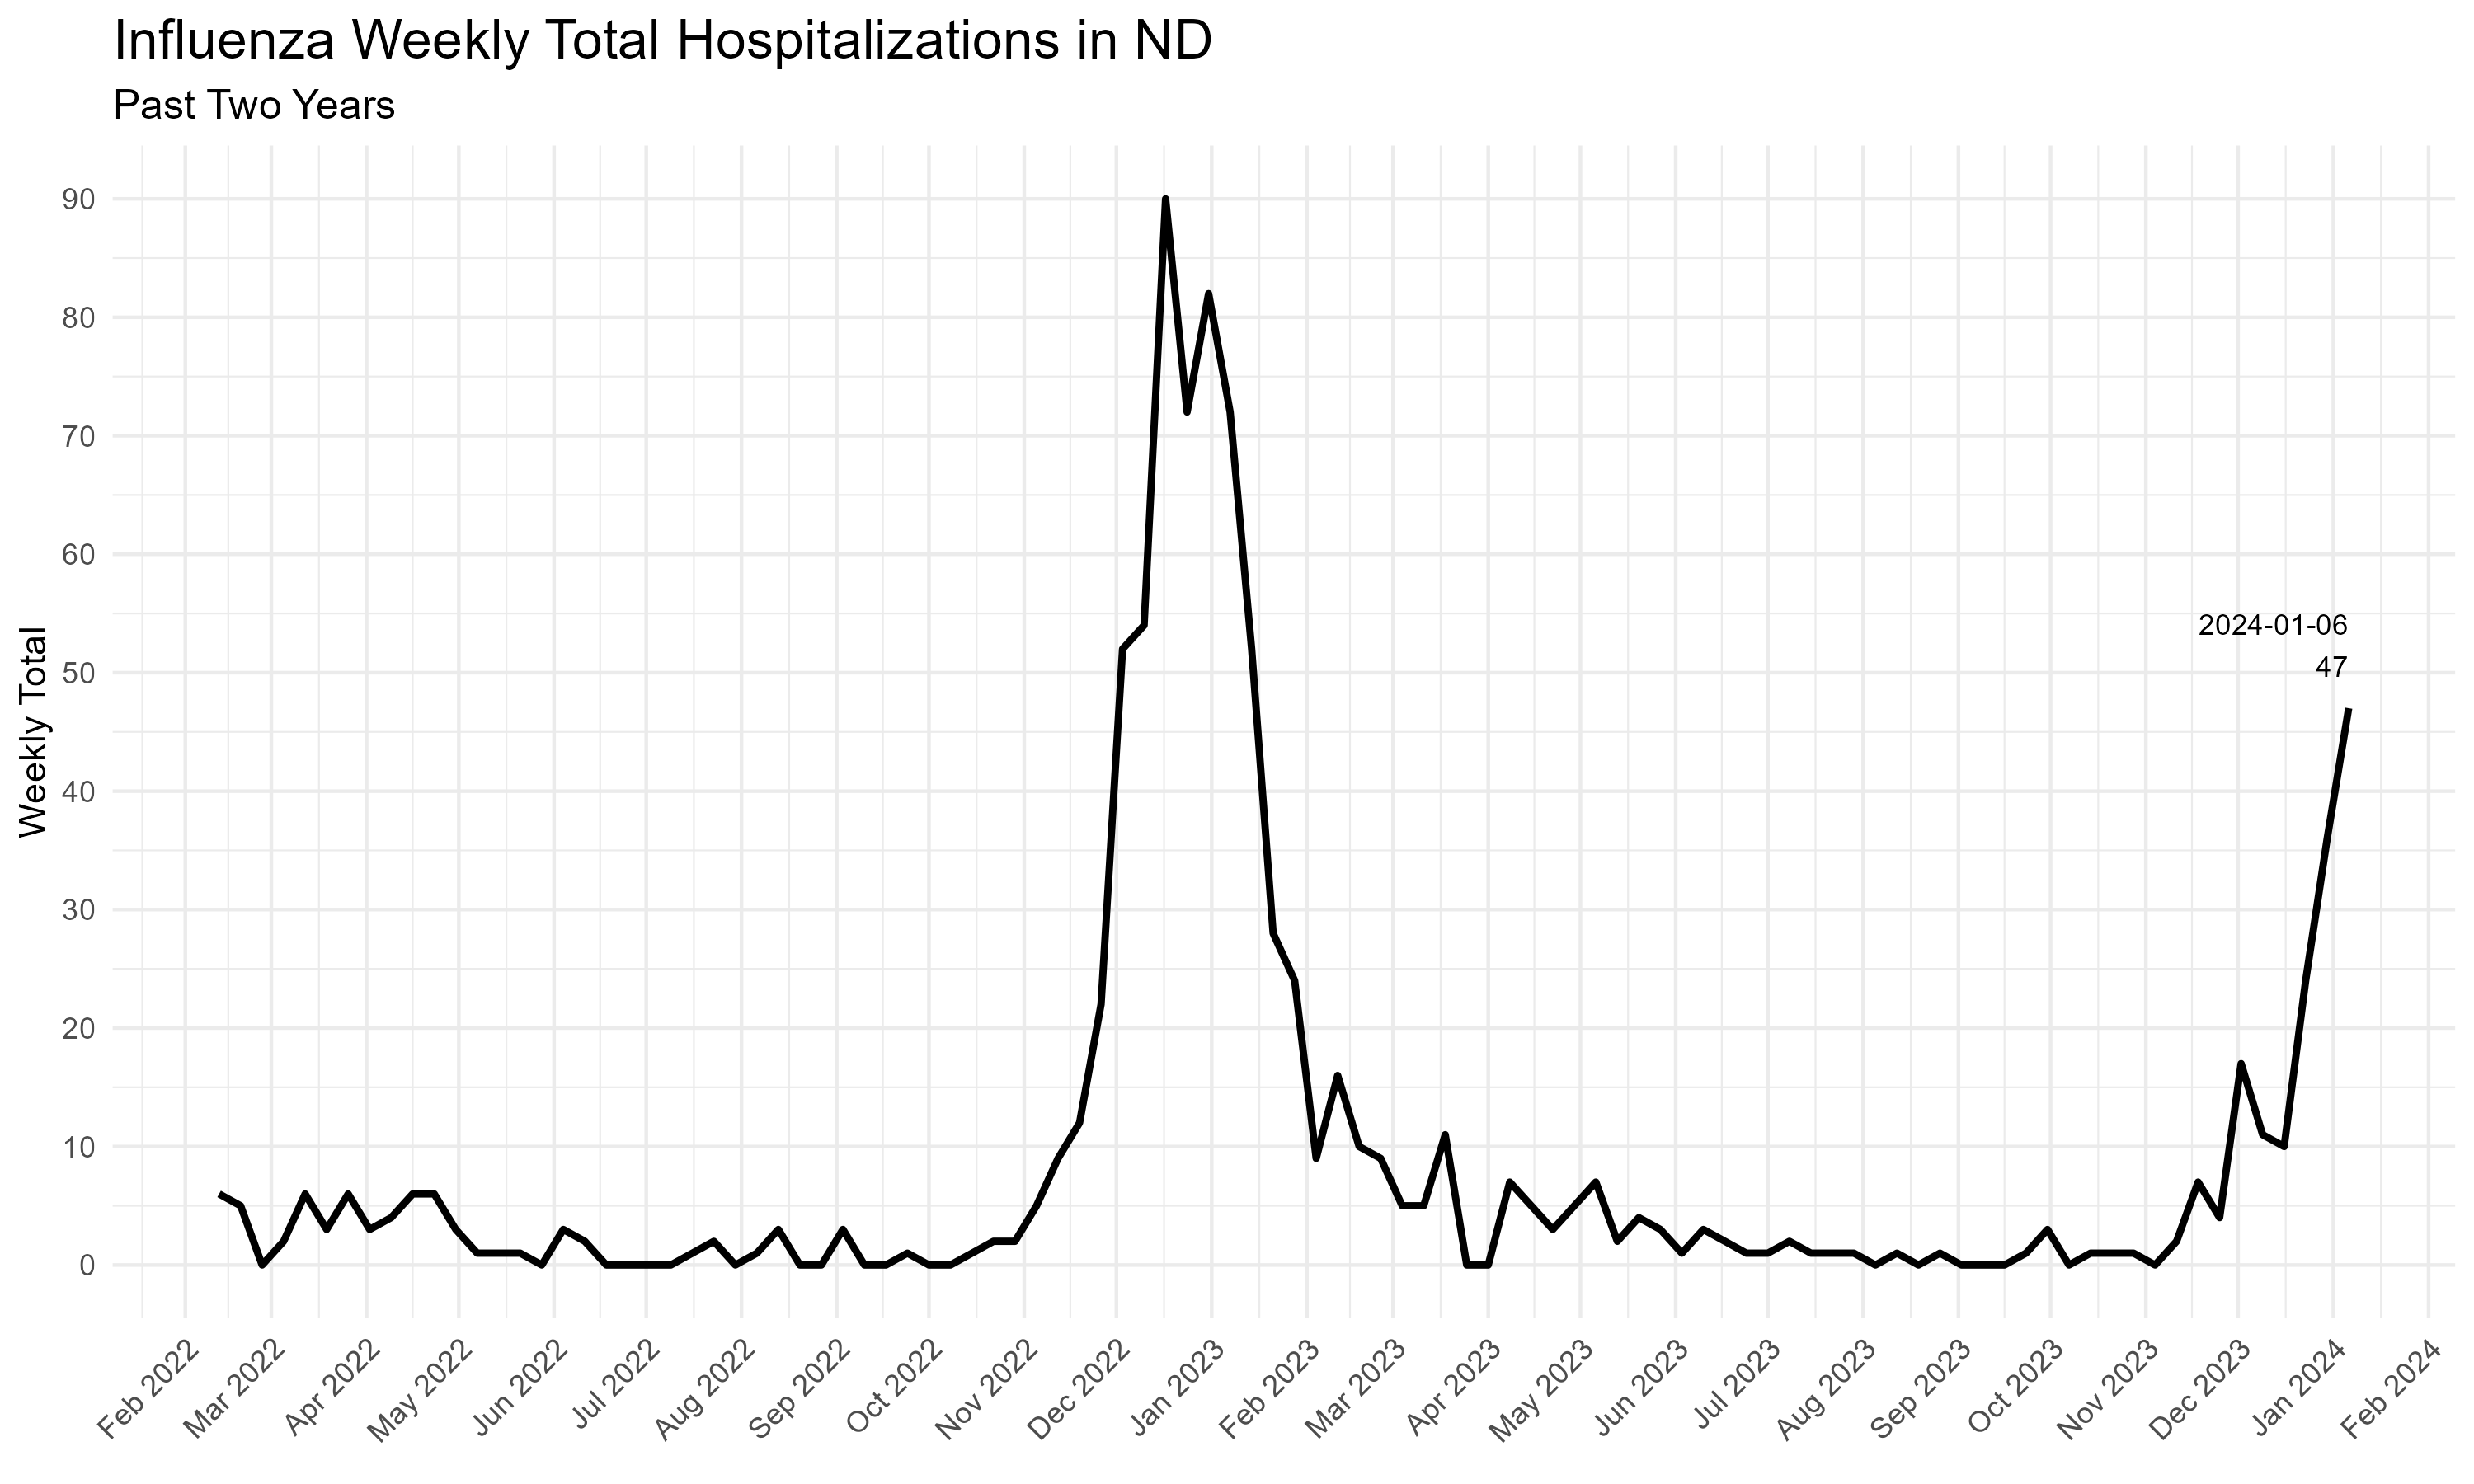 Influenza Weekly Total Hospitalizations in ND
Past Two Years
Weekly Total
90
80
70
60
50
40
30
20
10
0
2024-01-06
47
Feb 2022
Mar 2022
Apr 2022
May 2022
Jun 2022
Jul 2022
Aug 2022
Sep 2022
Oct 2022
Nov 2022
Dec 2022
Jan 2023
Feb 2023
Mar 2023
Apr 2023
May 2023
Jun 2023
Jul 2023
Aug 2023
Sep 2023
Oct 2023
Nov 2023
Dec 2023
Jan 2024
Feb 2024